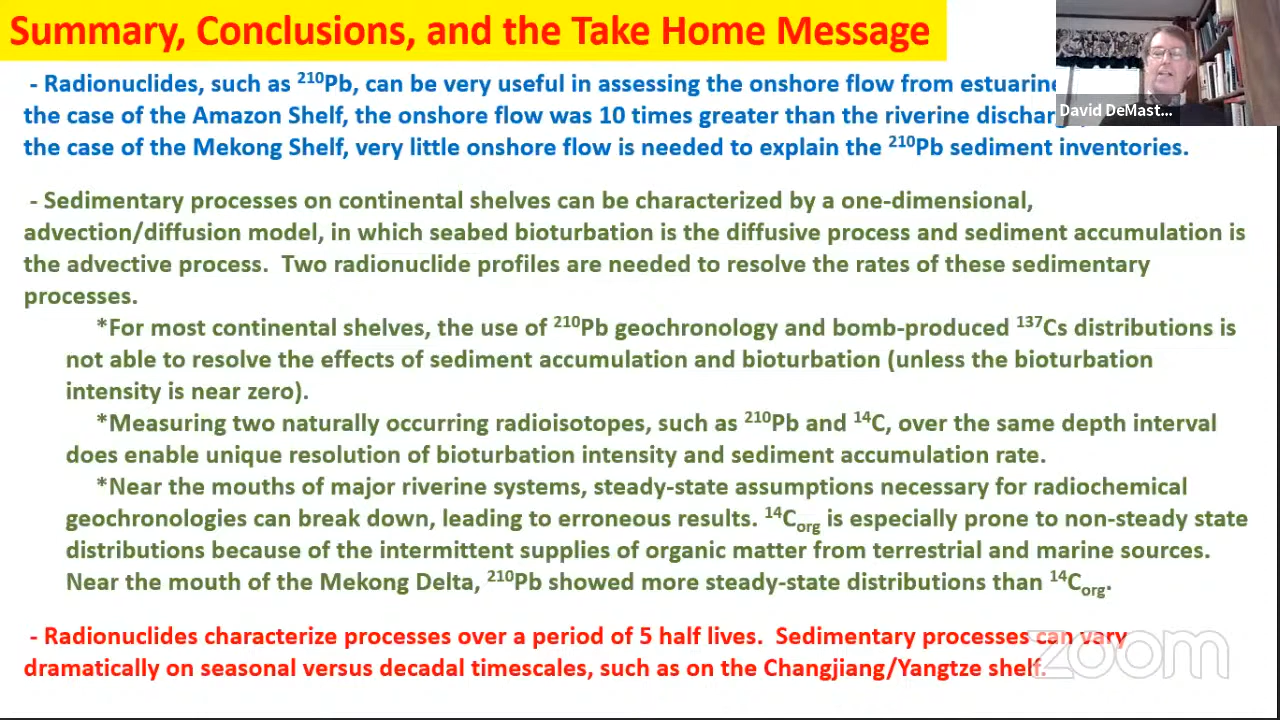 Summary, Conclusions, and the Take Home Message
- Radionuclides, such as ²¹⁰Pb, can be very useful in assessing the onshore flow from estuarine
the case of the Amazon Shelf, the onshore flow was 10 times greater than the riverine discharg
the case of the Mekong Shelf, very little onshore flow is needed to explain the ²¹⁰Pb sediment inventories.
David DeMast...
- Sedimentary processes on continental shelves can be characterized by a one-dimensional,
advection/diffusion model, in which seabed bioturbation is the diffusive process and sediment accumulation is
the advective process. Two radionuclide profiles are needed to resolve the rates of these sedimentary
processes.
*For most continental shelves, the use of ²¹⁰Pb geochronology and bomb-produced ¹³⁷Cs distributions is
not able to resolve the effects of sediment accumulation and bioturbation (unless the bioturbation
intensity is near zero).
*Measuring two naturally occurring radioisotopes, such as ²¹⁰Pb and ¹⁴C, over the same depth interval
does enable unique resolution of bioturbation intensity and sediment accumulation rate.
*Near the mouths of major riverine systems, steady-state assumptions necessary for radiochemical
geochronologies can break down, leading to erroneous results. ¹⁴Corg is especially prone to non-steady state
distributions because of the intermittent supplies of organic matter from terrestrial and marine sources.
Near the mouth of the Mekong Delta, ²¹⁰Pb showed more steady-state distributions than ¹⁴Corg.
- Radionuclides characterize processes over a period of 5 half lives. Sedimentary processes can vary
dramatically on seasonal versus decadal timescales, such as on the Changjiang/Yangtze shelf.
zoom